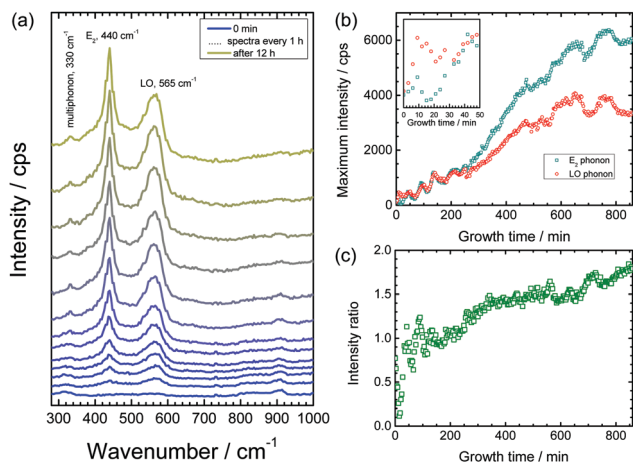 (a)
multiphonon, 330 cm⁻¹
E₂, 440 cm⁻¹
LO, 565 cm⁻¹
0 min
spectra every 1 h
after 12 h
Intensity / cps
300 400 500 600 700 800 900 1000
Wavenumber / cm⁻¹
(b)
Maximum intensity / cps
6000
4000
2000
0
0 10 20 30 40 50
Growth time / min
E₂ phonon
LO phonon
0 200 400 600 800
Growth time / min
(c)
Intensity ratio
2.0
1.5
1.0
0.5
0.0
0 200 400 600 800
Growth time / min